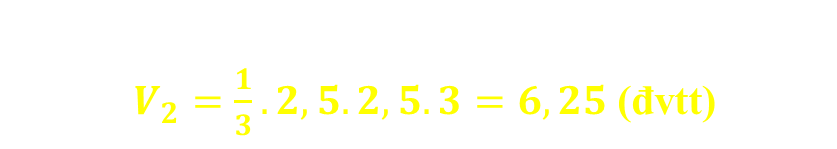 V₂ = 1/3 . 2, 5. 2, 5. 3 = 6, 25 (đvtt)